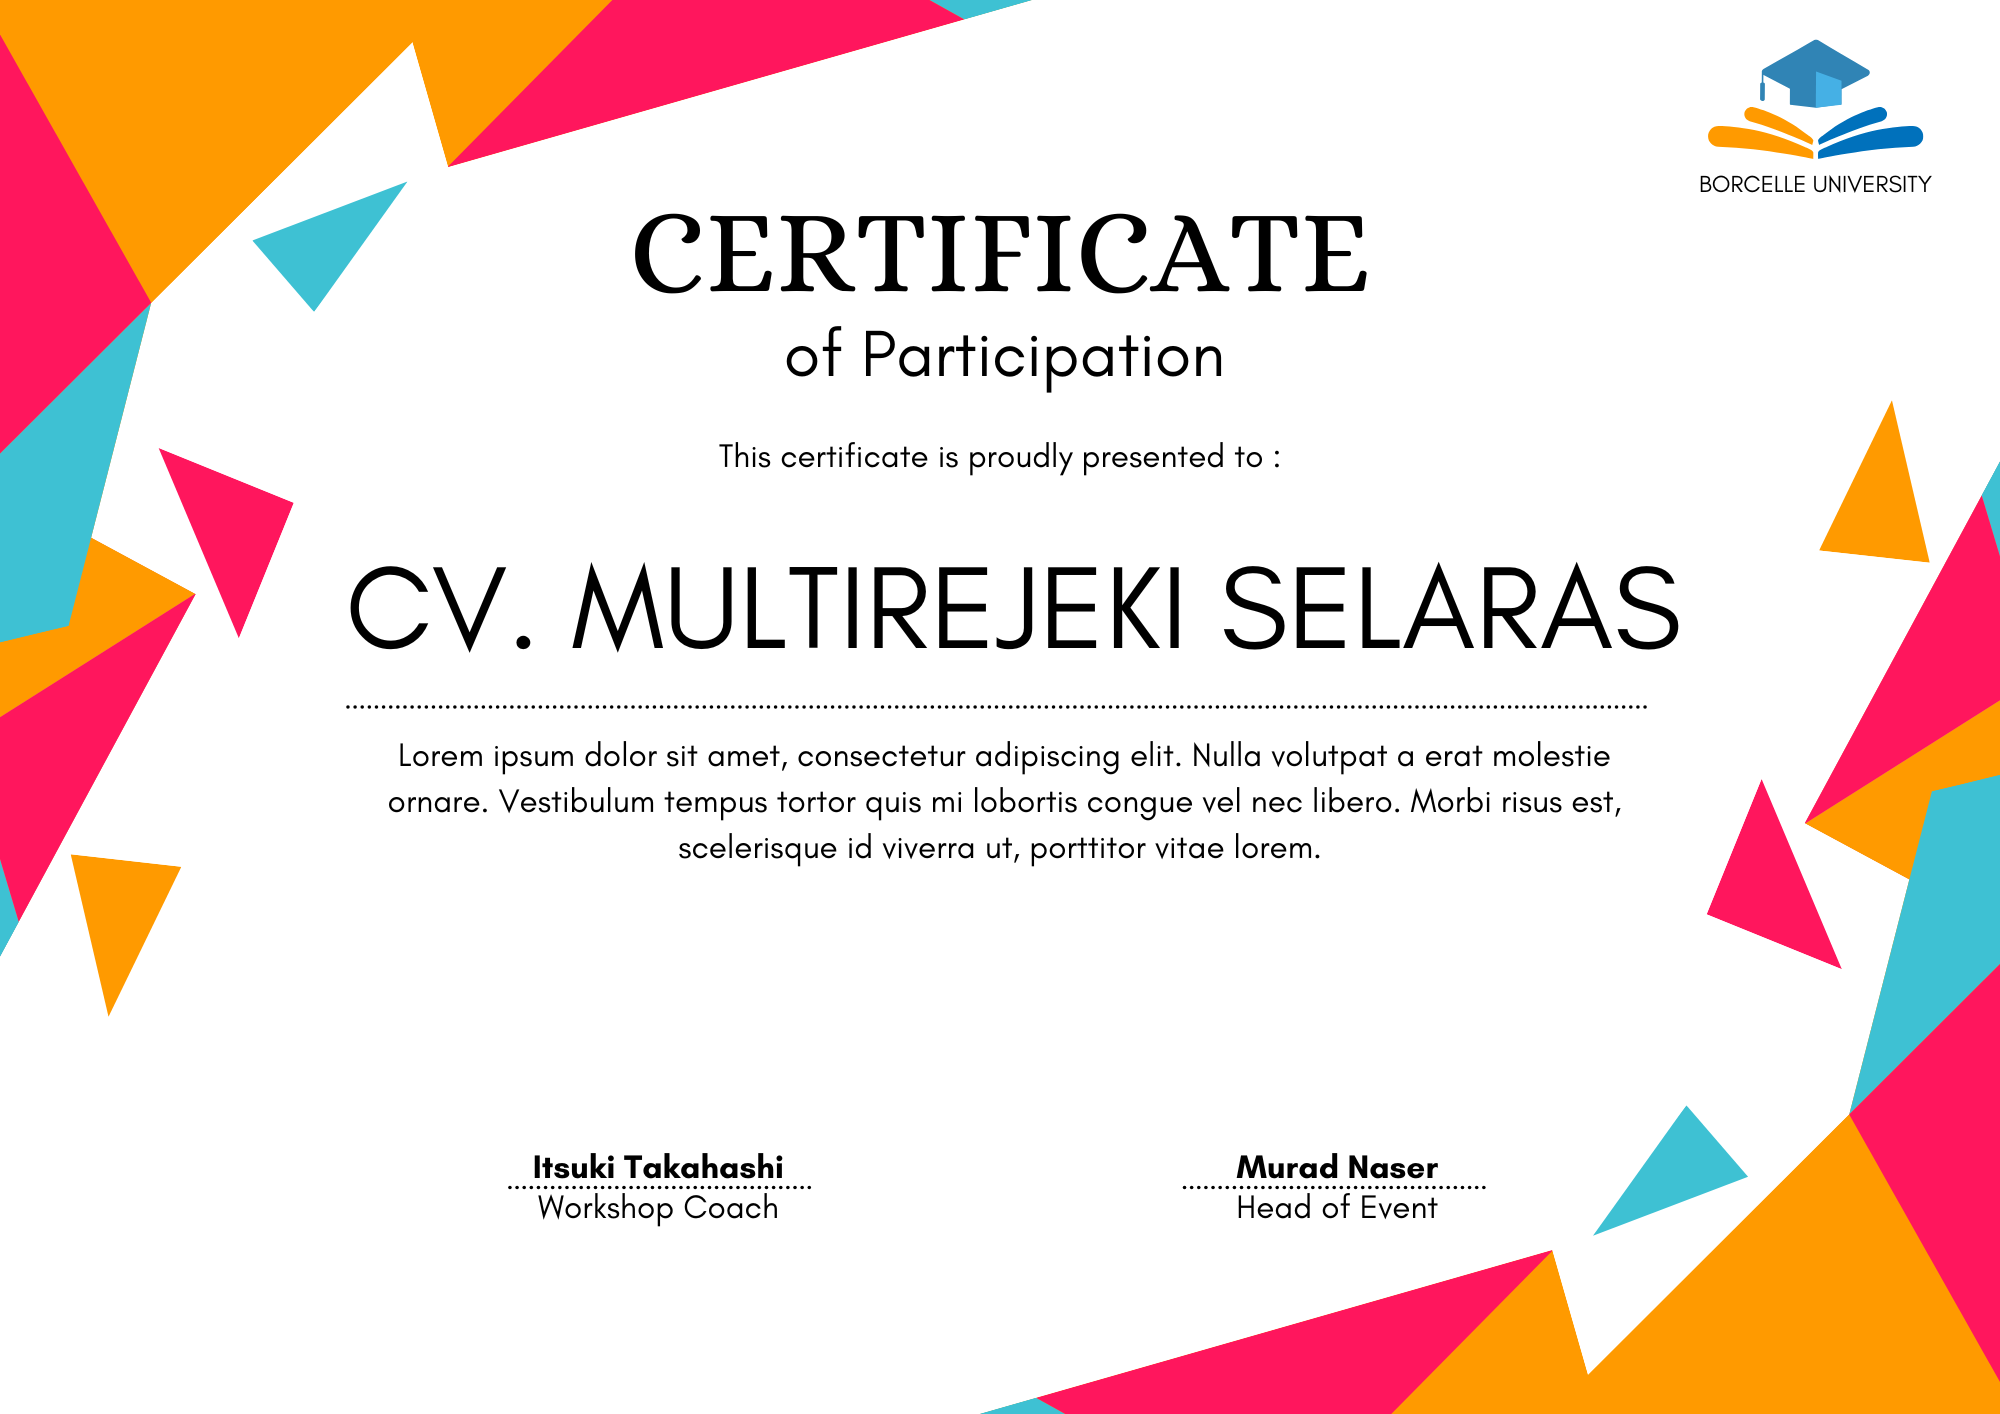 BORCELLE UNIVERSITY
CERTIFICATE
of Participation
This certificate is proudly presented to :
CV. MULTIREJEKI SELARAS
Lorem ipsum dolor sit amet, consectetur adipiscing elit. Nulla volutpat a erat molestie
ornare. Vestibulum tempus tortor quis mi lobortis congue vel nec libero. Morbi risus est,
scelerisque id viverra ut, porttitor vitae lorem.
Itsuki Takahashi
Workshop Coach
Murad Naser
Head of Event